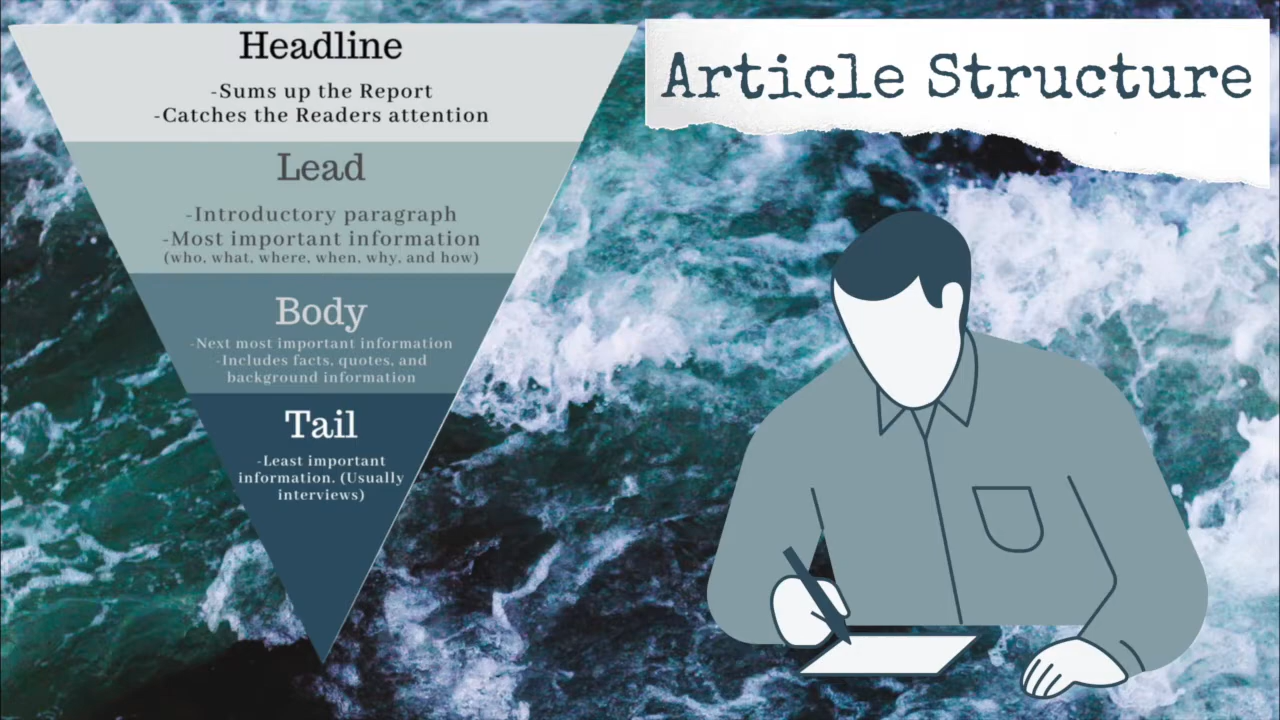 Headline
-Sums up the Report
-Catches the Readers attention
Lead
-Introductory paragraph
-Most important information
(who, what, where, when, why, and how)
Body
-Next most important information
-Includes facts, quotes, and
background information
Tail
-Least important
information. (Usually
interviews)
Article Structure